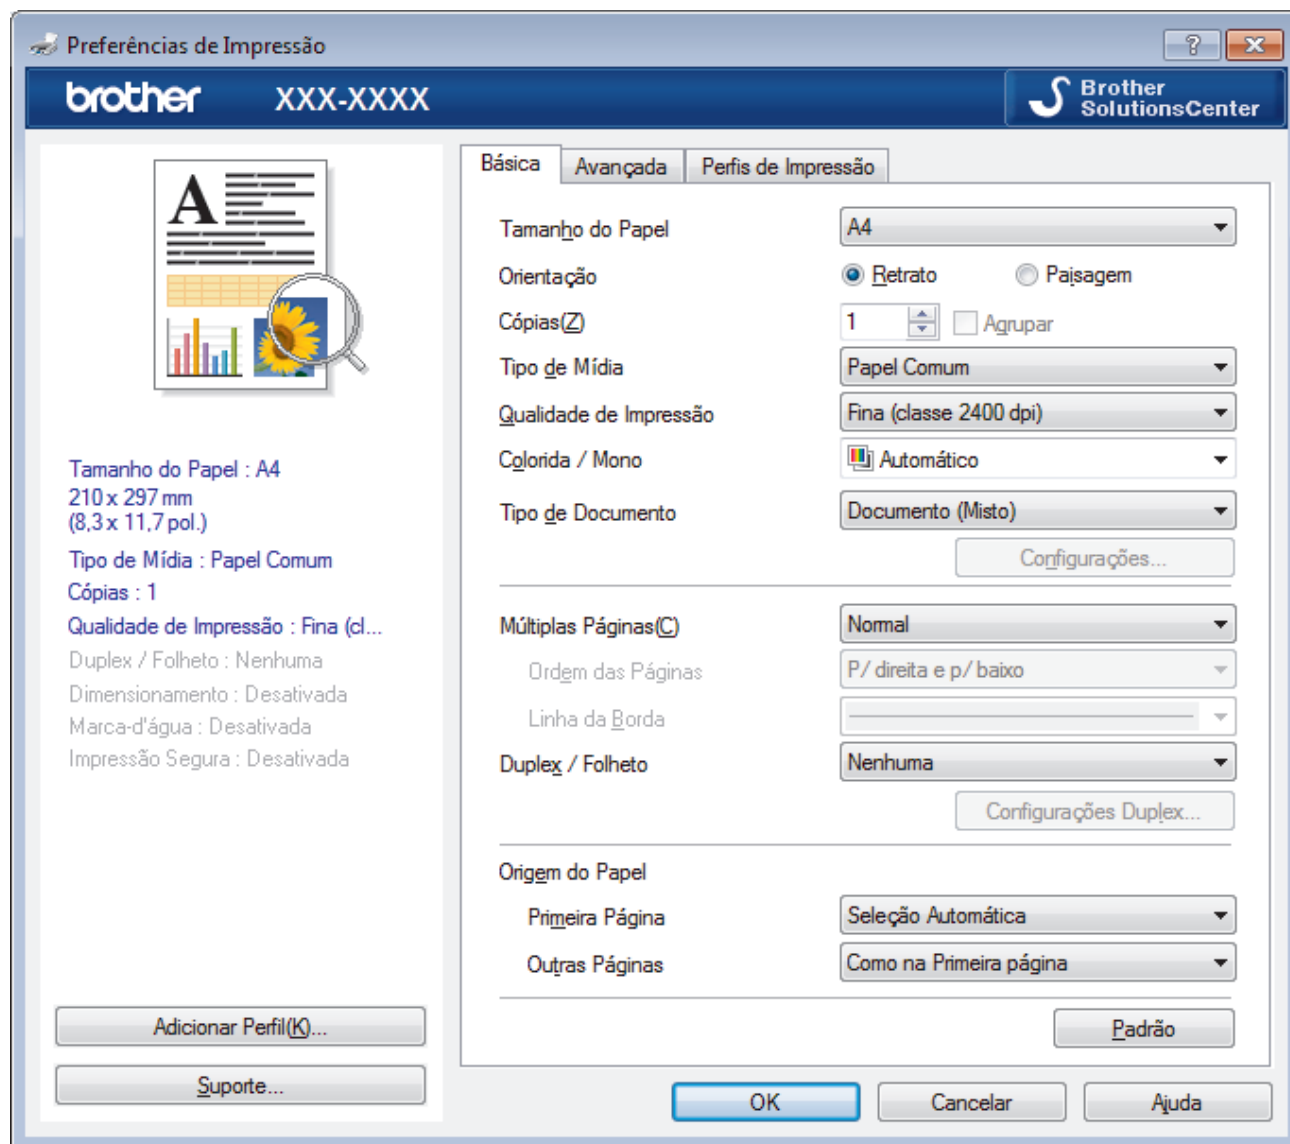 Preferências de Impressão
brother XXX-XXXX Brother SolutionsCenter
Básica Avançada Perfis de Impressão
A
Tamanho do Papel A4
Orientação Retrato Paisagem
Cópias(Z) 1 Agrupar
Tipo de Mídia Papel Comum
Qualidade de Impressão Fina (classe 2400 dpi)
Colorida / Mono Automático
Tipo de Documento Documento (Misto)
Configurações...
Múltiplas Páginas(C) Normal
Ordem das Páginas P/ direita e p/ baixo
Linha da Borda
Duplex / Folheto Nenhuma
Configurações Duplex...
Origem do Papel
Primeira Página Seleção Automática
Outras Páginas Como na Primeira página
Padrão
Tamanho do Papel : A4
210 x 297 mm
(8,3 x 11,7 pol.)
Tipo de Mídia : Papel Comum
Cópias : 1
Qualidade de Impressão : Fina (cl...
Duplex / Folheto : Nenhuma
Dimensionamento : Desativada
Marca-d'água : Desativada
Impressão Segura : Desativada
Adicionar Perfil(K)...
Suporte...
OK Cancelar Ajuda